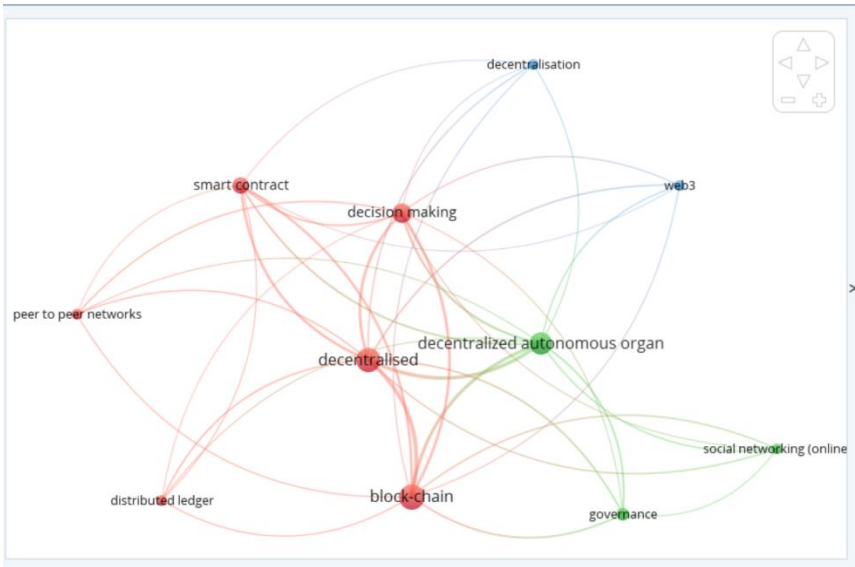 decentralisation
smart contract
web3
decision making
peer to peer networks
decentralized autonomous organ
decentralised
social networking (online
block-chain
distributed ledger
governance